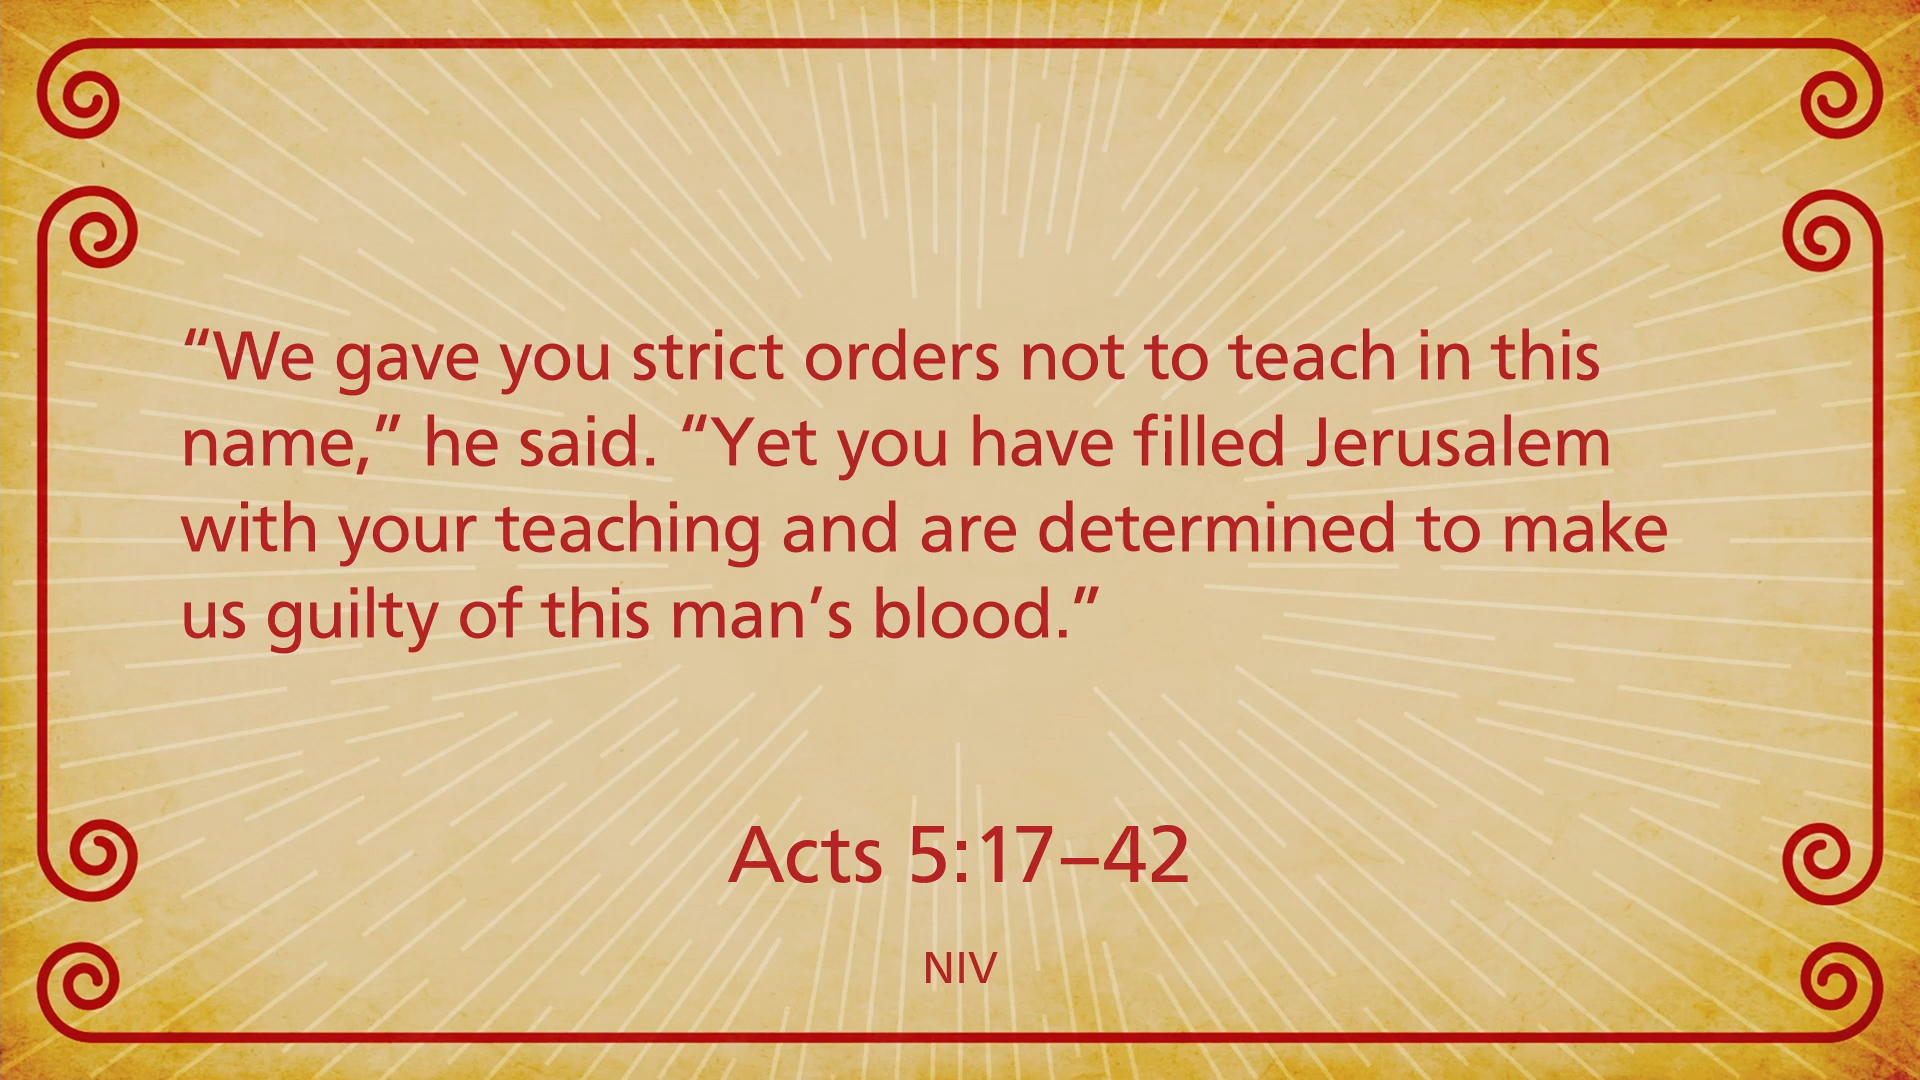 “We gave you strict orders not to teach in this
name,” he said. “Yet you have filled Jerusalem
with your teaching and are determined to make
us guilty of this man’s blood.”
Acts 5:17–42
NIV